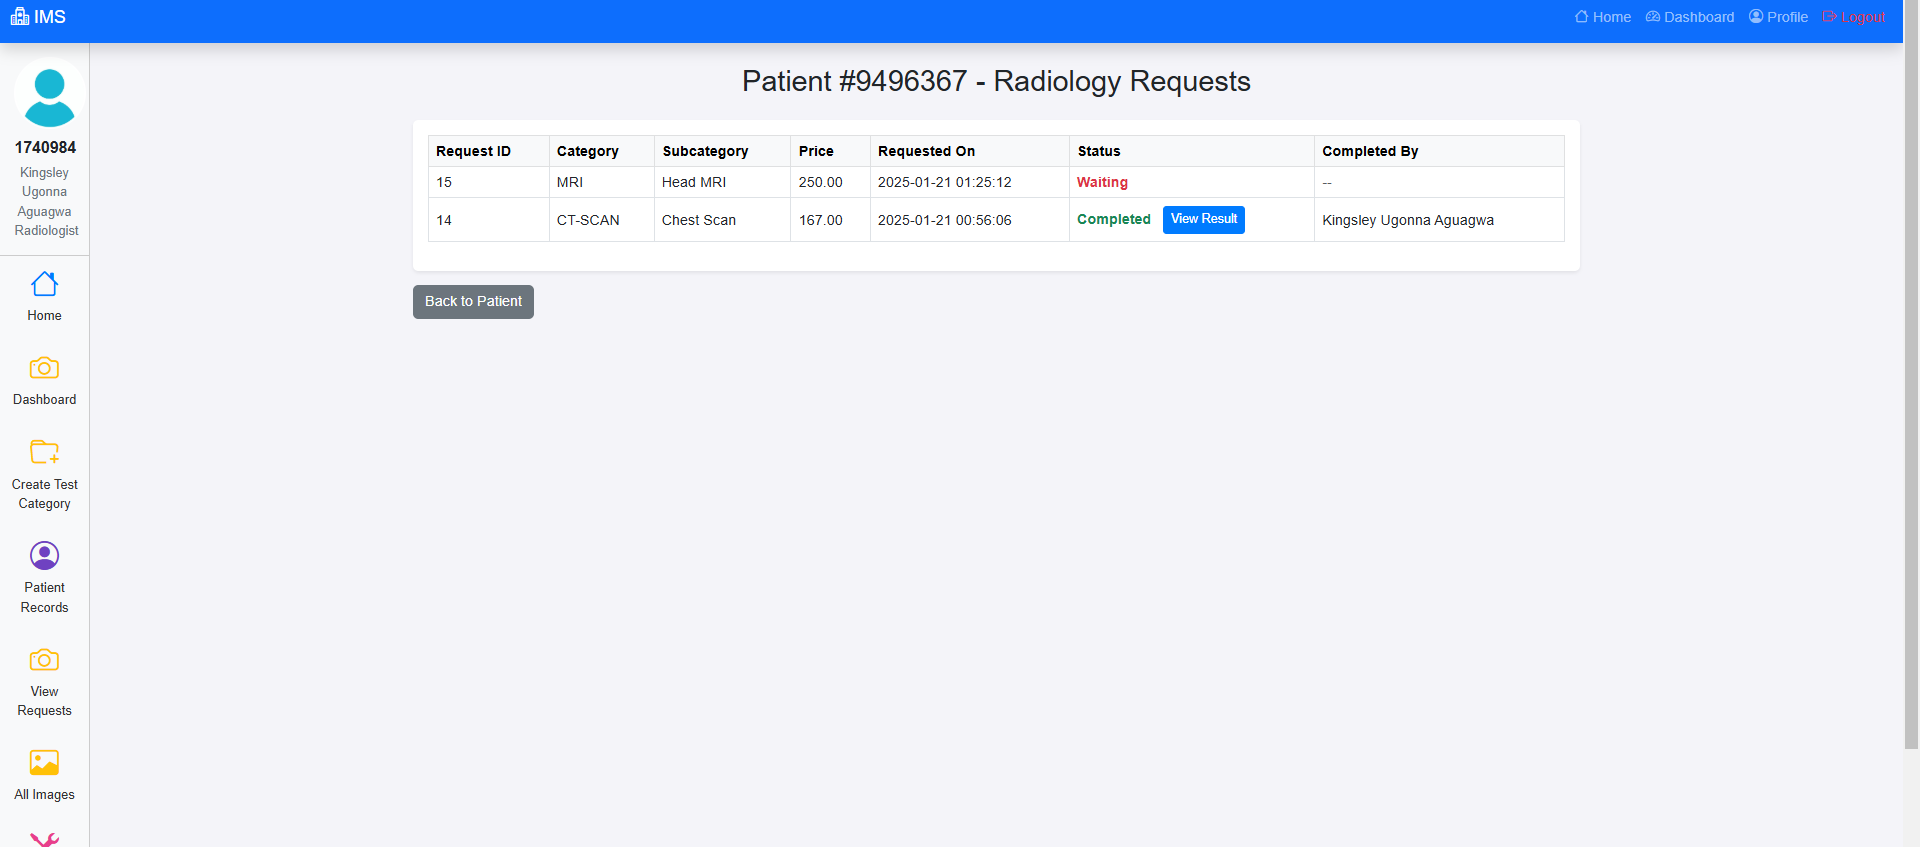 IMS
Home Dashboard Profile Logout
1740984
Kingsley
Ugonna
Aguagwa
Radiologist
Home
Dashboard
Create Test
Category
Patient
Records
View
Requests
All Images
Patient #9496367 - Radiology Requests
Request ID Category Subcategory Price Requested On Status Completed By
15 MRI Head MRI 250.00 2025-01-21 01:25:12 Waiting --
14 CT-SCAN Chest Scan 167.00 2025-01-21 00:56:06 Completed View Result Kingsley Ugonna Aguagwa
Back to Patient